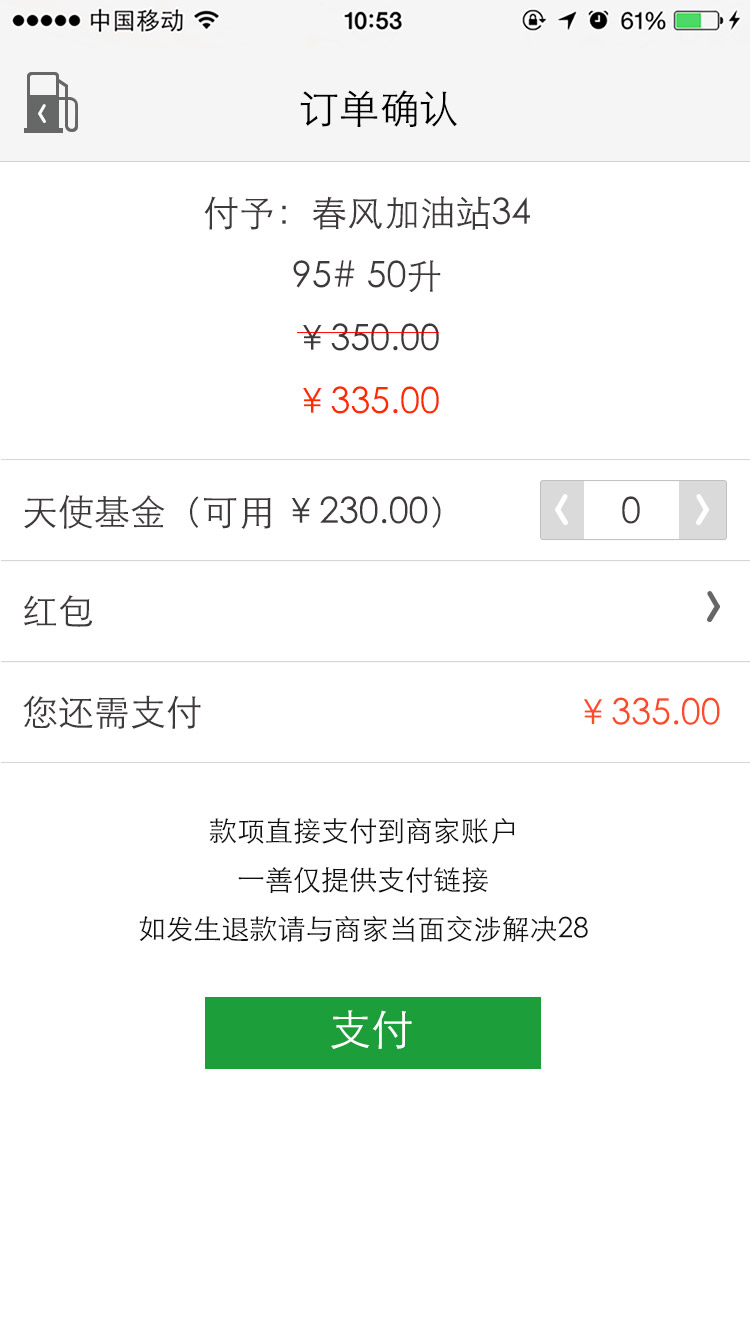 中国移动 10:53 61%
订单确认
付予：春风加油站34
95# 50升
￥350.00
￥335.00
天使基金（可用 ￥230.00） 0
红包
您还需支付 ￥335.00
款项直接支付到商家账户
一善仅提供支付链接
如发生退款请与商家当面交涉解决28
支付